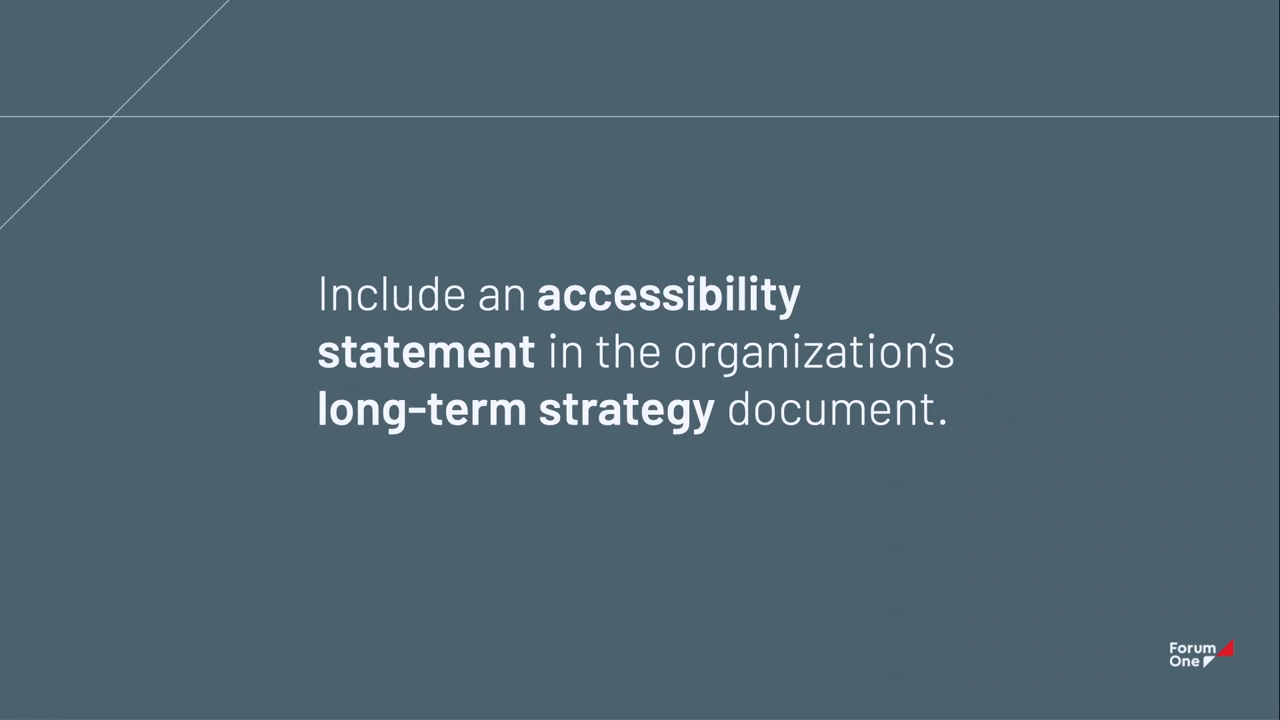 Include an accessibility
statement in the organization’s
long-term strategy document.
Forum
One